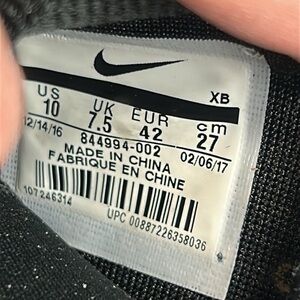 XB
US UK EUR cm
10 7.5 42 27
12/14/16 844994-002 02/06/17
MADE IN CHINA
FABRIQUE EN CHINE
107246314
UPC 00887226358036